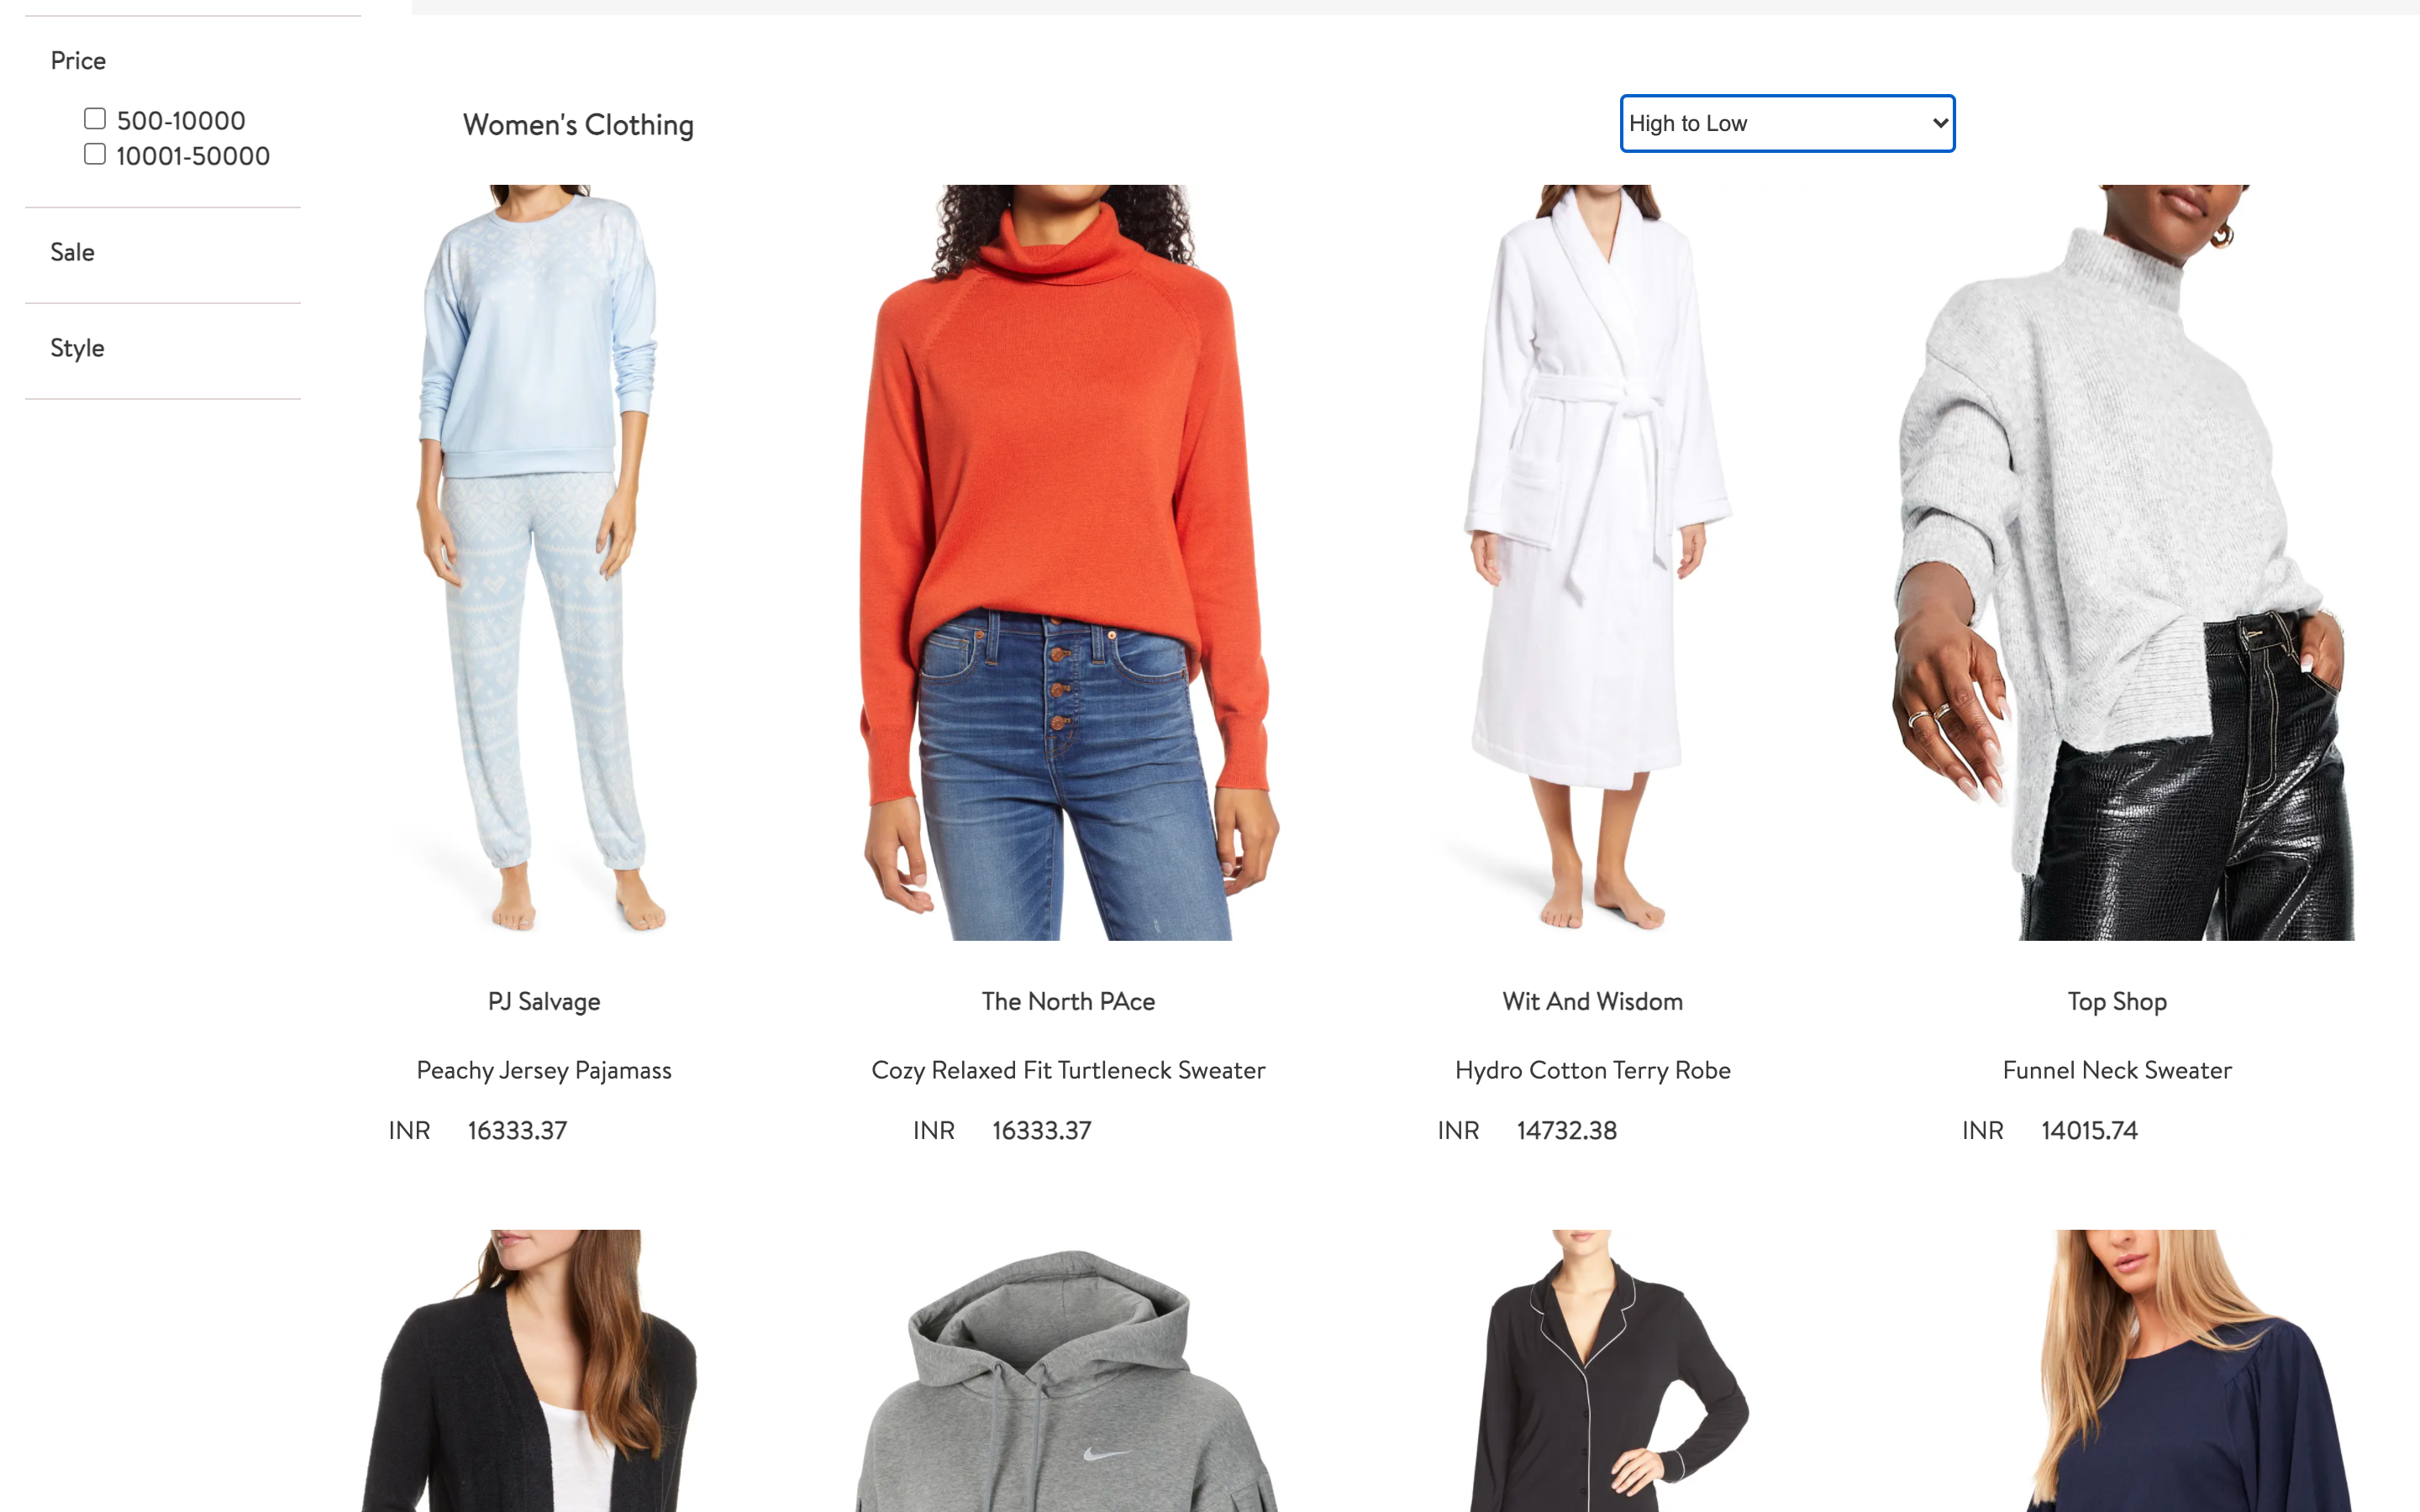 Price
500-10000
10001-50000
Sale
Style
Women's Clothing
High to Low
PJ Salvage
Peachy Jersey Pajamass
INR 16333.37
The North PAce
Cozy Relaxed Fit Turtleneck Sweater
INR 16333.37
Wit And Wisdom
Hydro Cotton Terry Robe
INR 14732.38
Top Shop
Funnel Neck Sweater
INR 14015.74